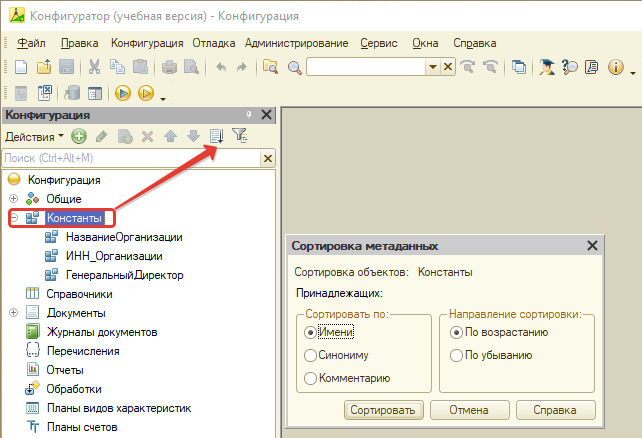 Конфигуратор (учебная версия) - Конфигурация
Файл Правка Конфигурация Отладка Администрирование Сервис Окна Справка
Конфигурация
Действия
Поиск (Ctrl+Alt+M)
Конфигурация
Общие
Константы
НазваниеОрганизации
ИНН_Организации
ГенеральныйДиректор
Справочники
Документы
Журналы документов
Перечисления
Отчеты
Обработки
Планы видов характеристик
Планы счетов
Сортировка метаданных
Сортировка объектов: Константы
Принадлежащих:
Сортировать по:
Имени
Синониму
Комментарию
Направление сортировки:
По возрастанию
По убыванию
Сортировать Отмена Справка